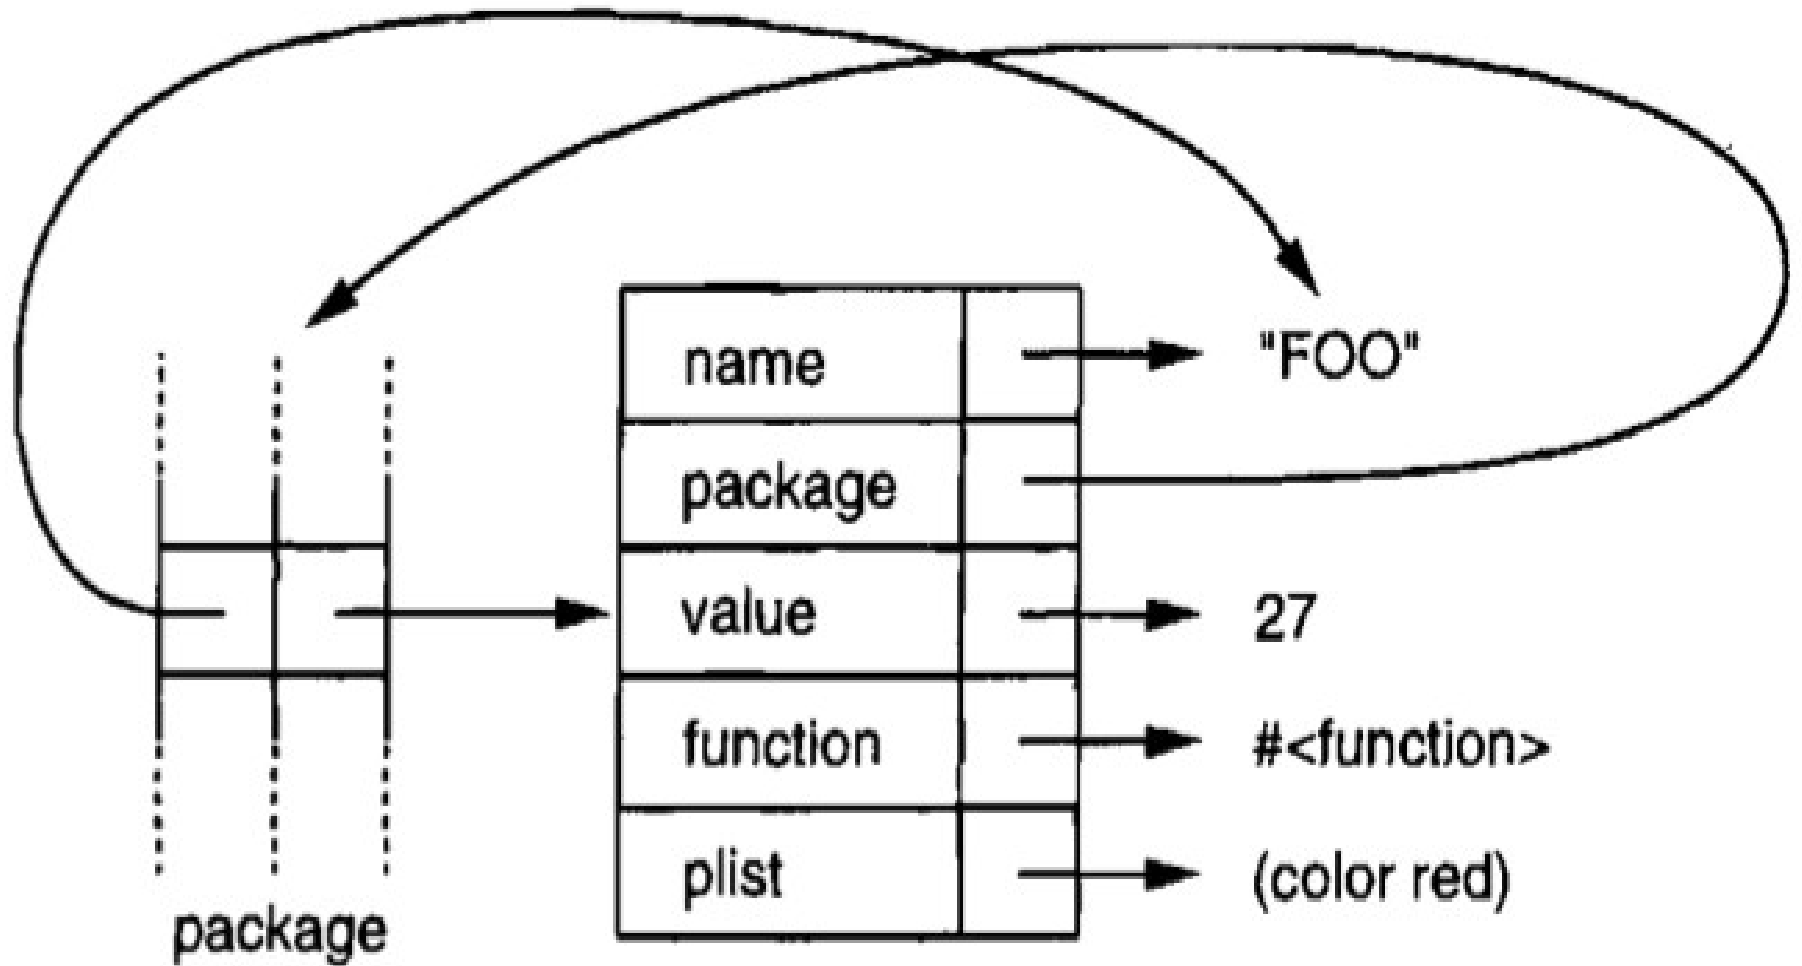 name "FOO"
package
value 27
function #<function>
plist (color red)
package